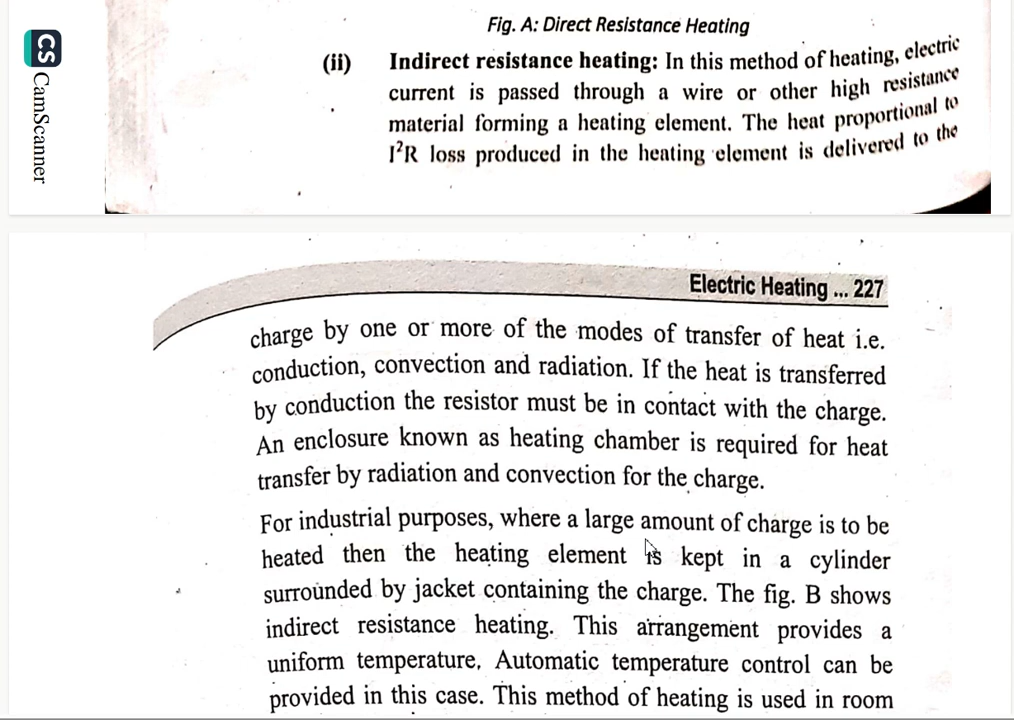 CS CamScanner
Fig. A: Direct Resistance Heating
(ii) Indirect resistance heating: In this method of heating, electric
current is passed through a wire or other high resistance
material forming a heating element. The heat proportional to
I²R loss produced in the heating element is delivered to the
Electric Heating ... 227
charge by one or more of the modes of transfer of heat i.e.
conduction, convection and radiation. If the heat is transferred
by conduction the resistor must be in contact with the charge.
An enclosure known as heating chamber is required for heat
transfer by radiation and convection for the charge.
For industrial purposes, where a large amount of charge is to be
heated then the heating element is kept in a cylinder
surrounded by jacket containing the charge. The fig. B shows
indirect resistance heating. This arrangement provides a
uniform temperature, Automatic temperature control can be
provided in this case. This method of heating is used in room